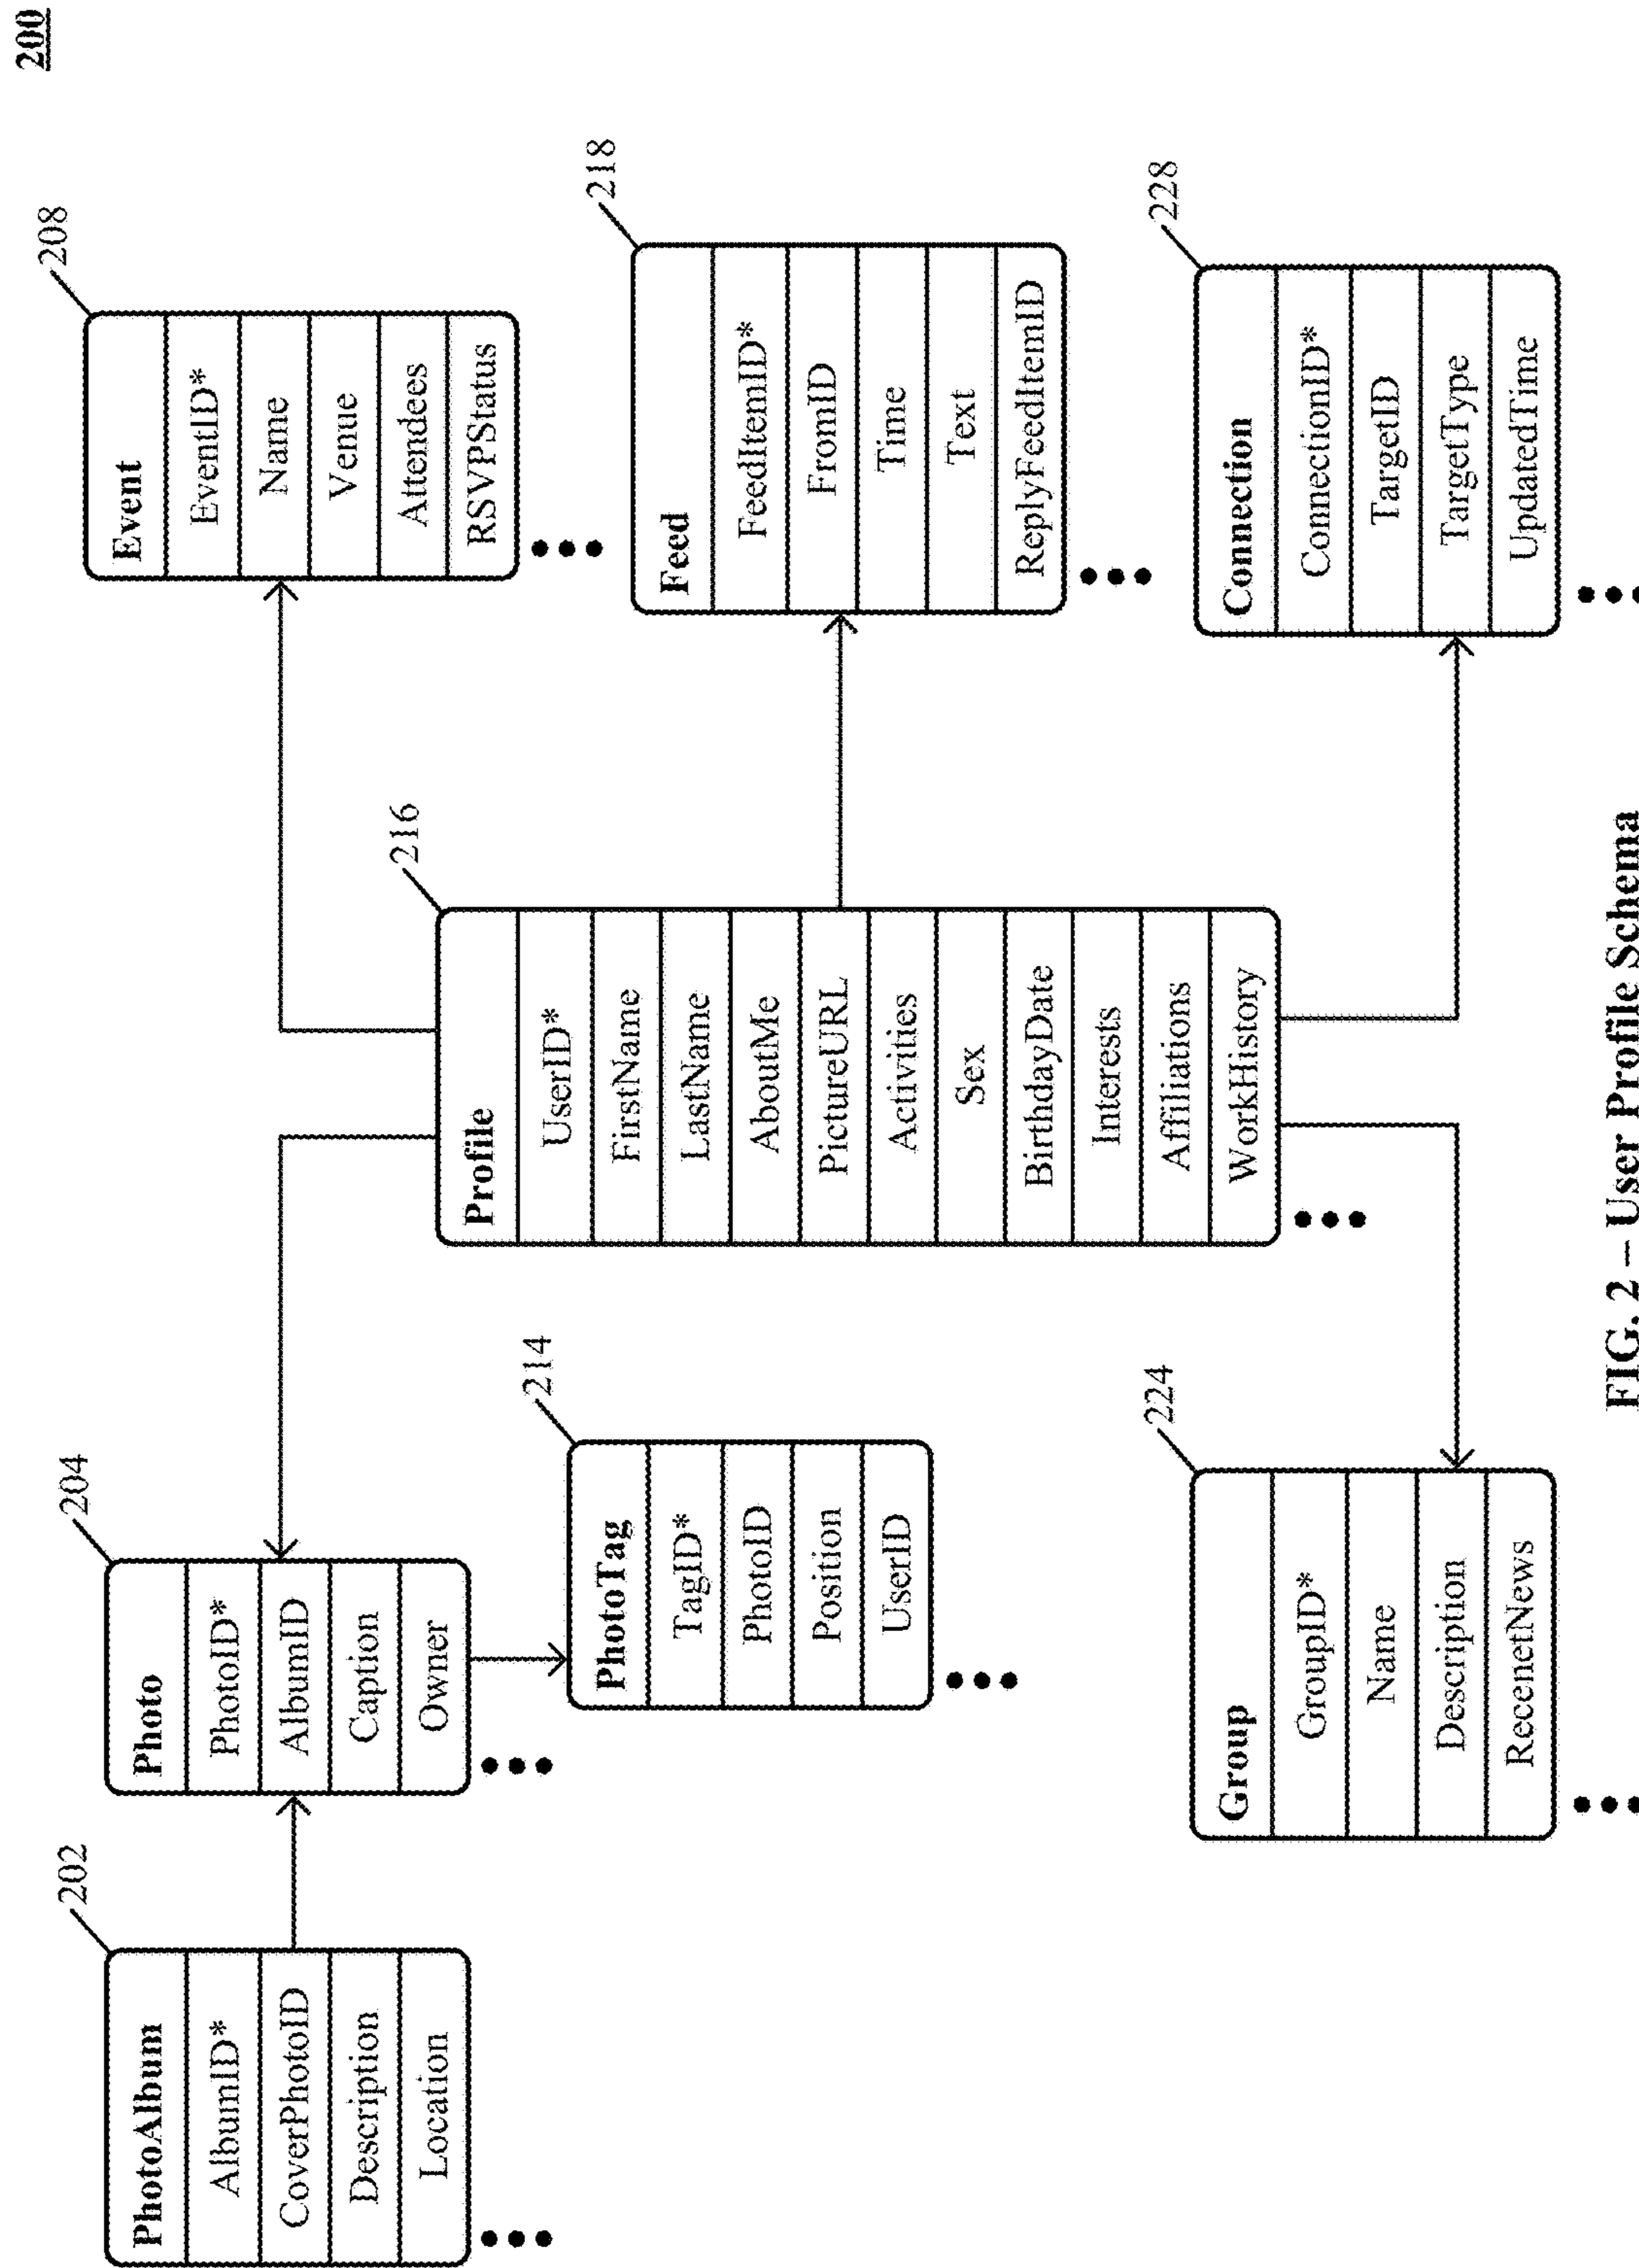 200
202
PhotoAlbum
AlbumID*
CoverPhotoID
Description
Location
204
Photo
PhotoID*
AlbumID
Caption
Owner
208
Event
EventID*
Name
Venue
Attendees
RSVPStatus
214
PhotoTag
TagID*
PhotoID
Position
UserID
216
Profile
UserID*
FirstName
LastName
AboutMe
PictureURL
Activities
Sex
BirthdayDate
Interests
Affiliations
WorkHistory
218
Feed
FeedItemID*
FromID
Time
Text
ReplyFeedItemID
224
Group
GroupID*
Name
Description
RecenetNews
228
Connection
ConnectionID*
TargetID
TargetType
UpdatedTime
FIG. 2 – User Profile Schema